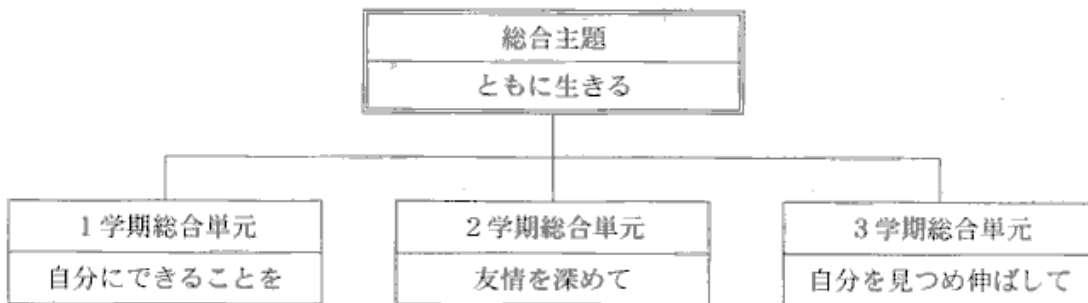 総合主題
ともに生きる
1学期総合単元
自分にできることを
2学期総合単元
友情を深めて
3学期総合単元
自分を見つめ伸ばして